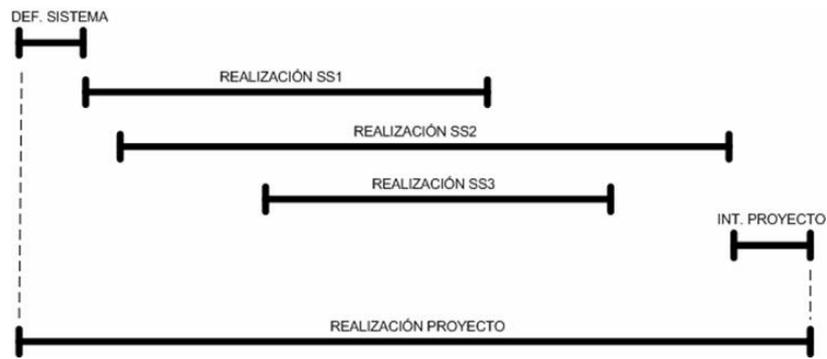 DEF. SISTEMA
REALIZACIÓN SS1
REALIZACIÓN SS2
REALIZACIÓN SS3
INT. PROYECTO
REALIZACIÓN PROYECTO